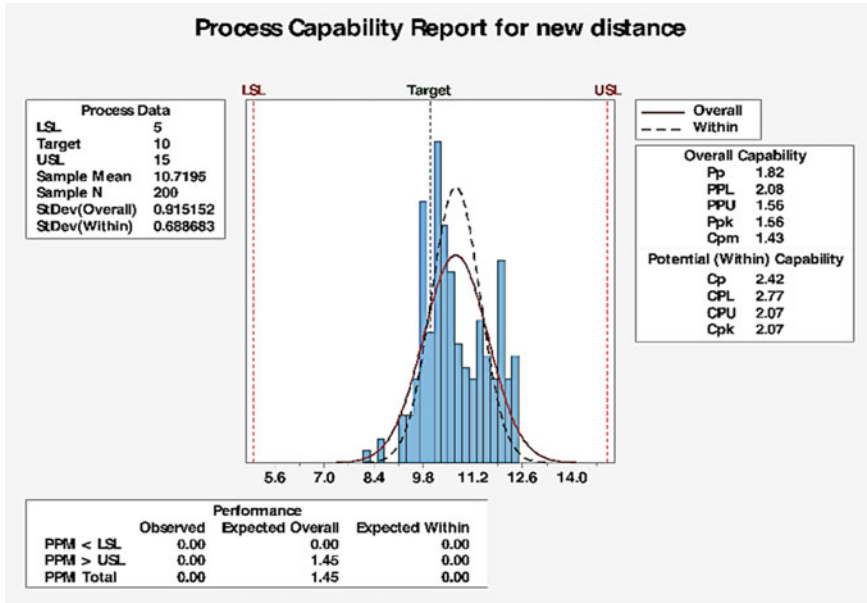 Process Capability Report for new distance
LSL Target USL
Process Data
LSL 5
Target 10
USL 15
Sample Mean 10.7195
Sample N 200
StDev(Overall) 0.915152
StDev(Within) 0.688683
Overall
Within
Overall Capability
Pp 1.82
PPL 2.08
PPU 1.56
Ppk 1.56
Cpm 1.43
Potential (Within) Capability
Cp 2.42
CPL 2.77
CPU 2.07
Cpk 2.07
5.6 7.0 8.4 9.8 11.2 12.6 14.0
Performance
Observed Expected Overall Expected Within
PPM < LSL 0.00 0.00 0.00
PPM > USL 0.00 1.45 0.00
PPM Total 0.00 1.45 0.00